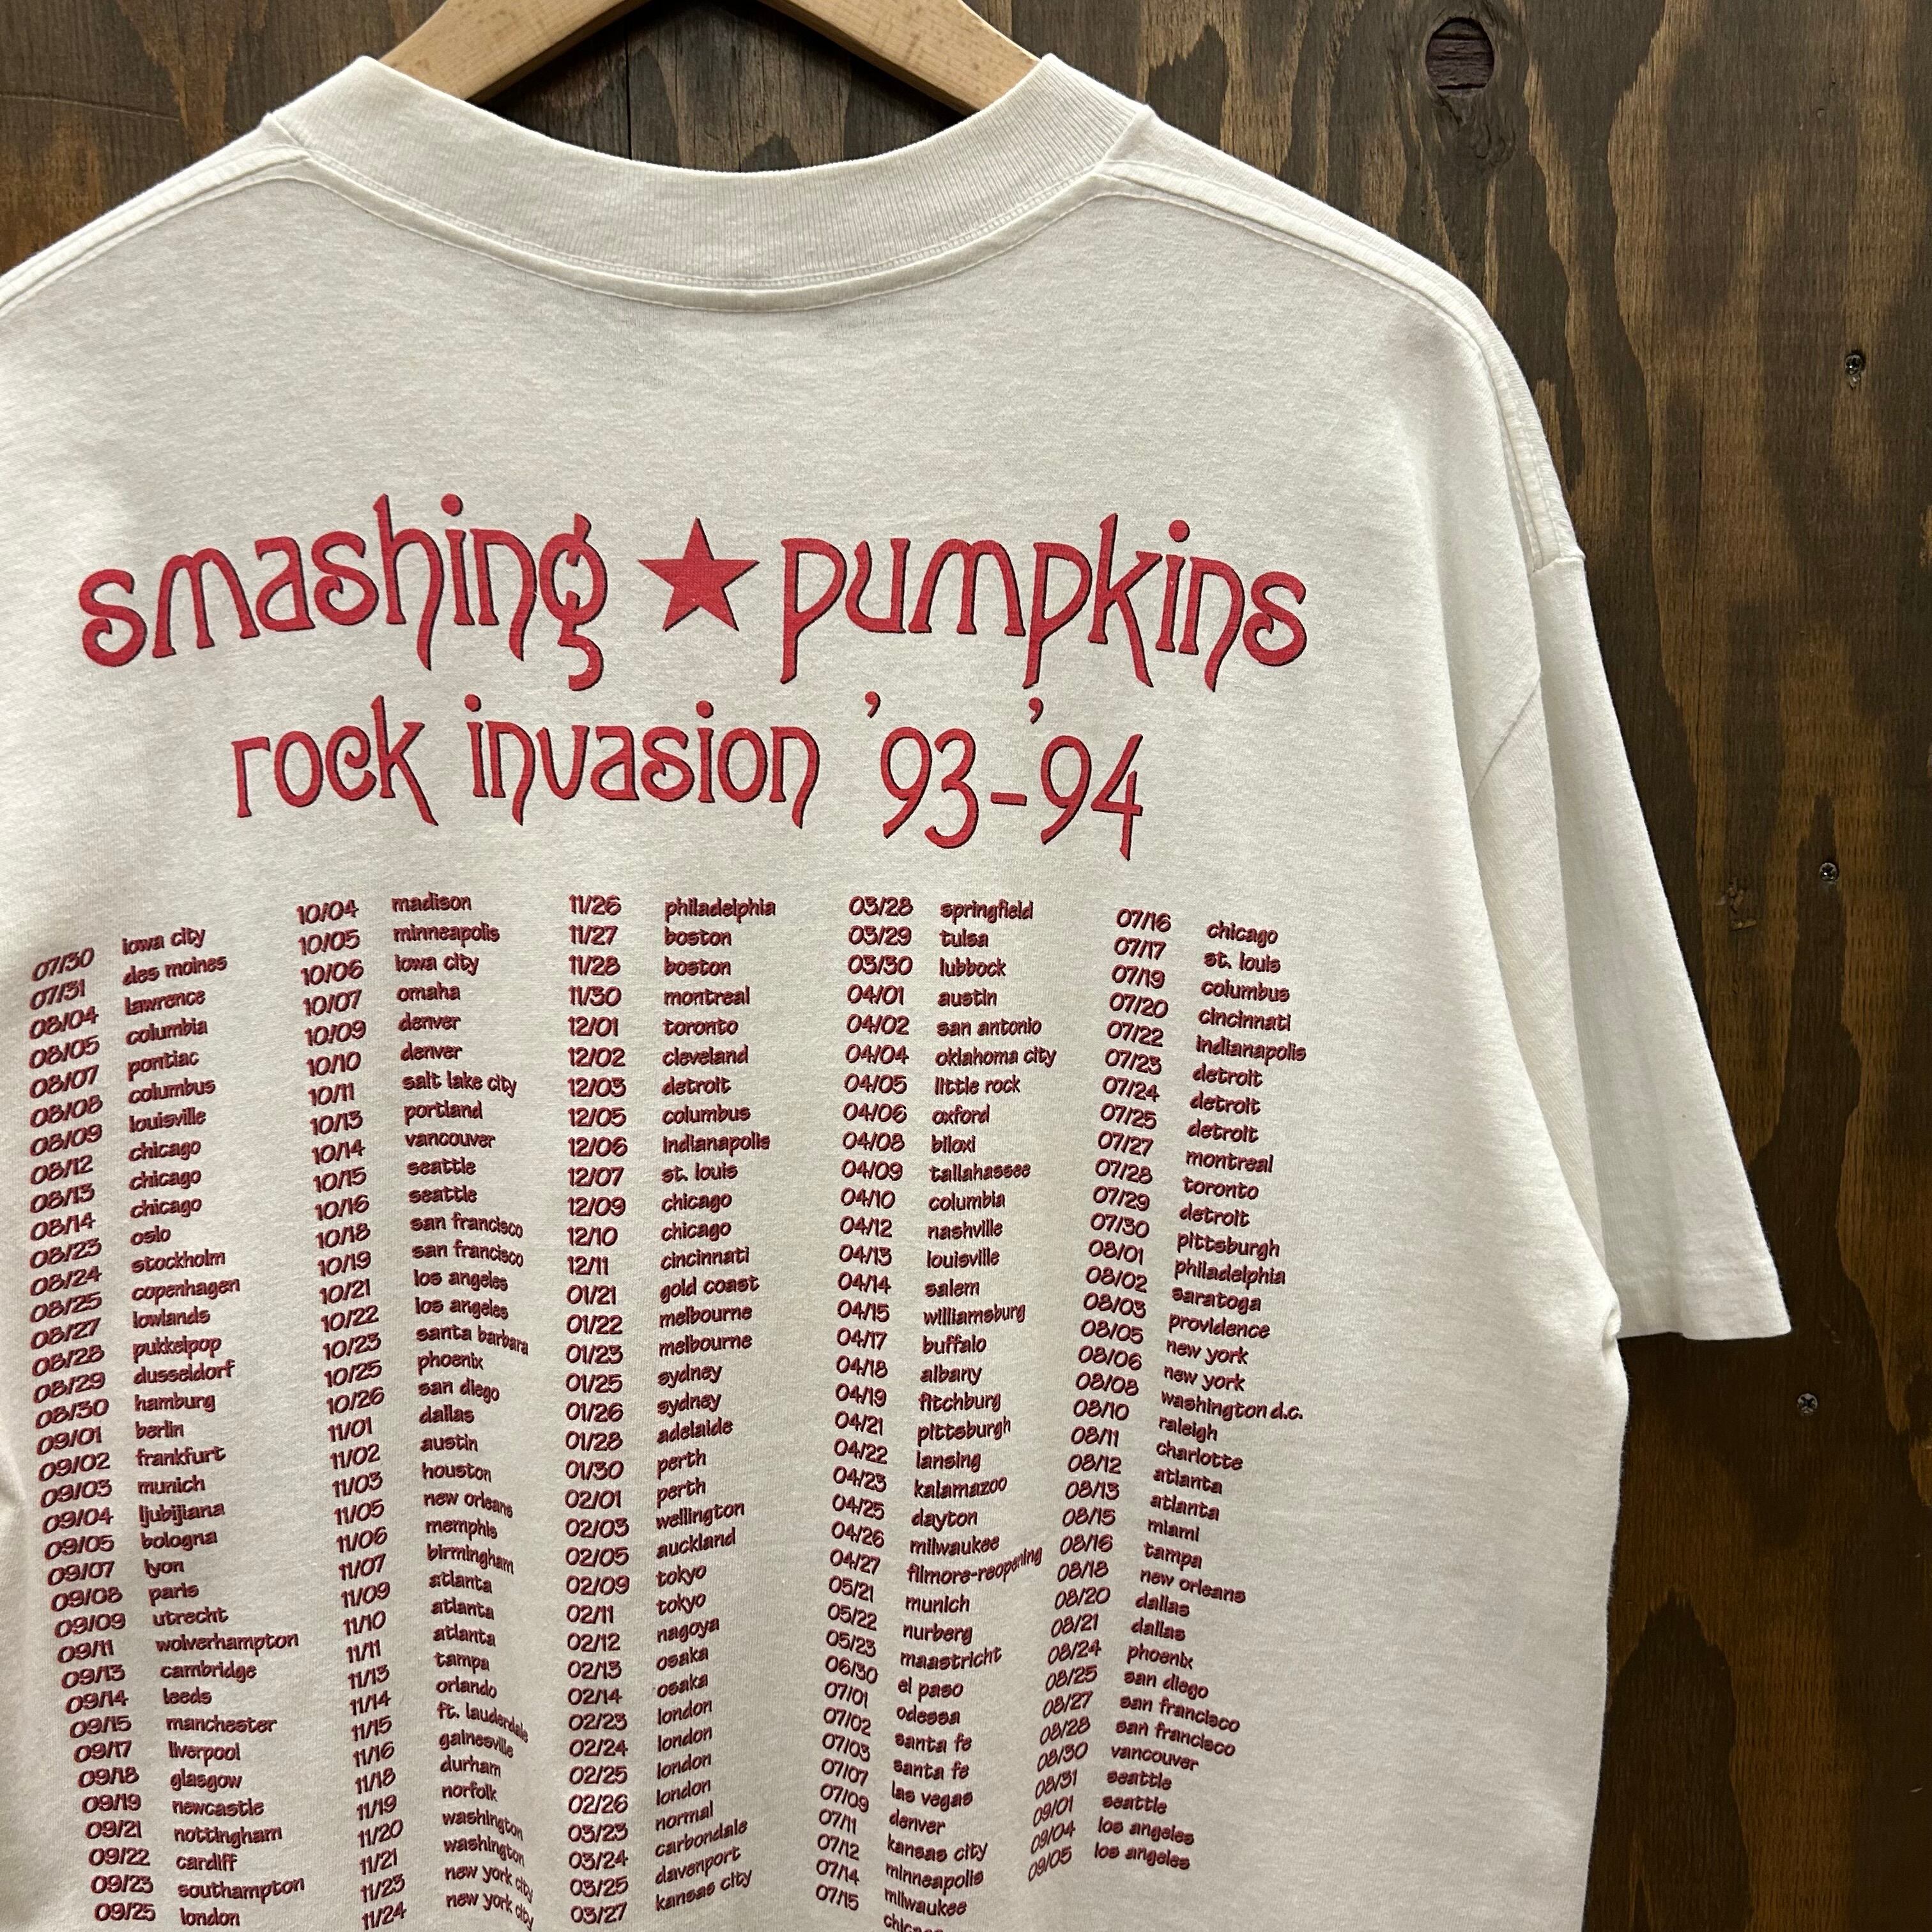 smashing ★ pumpkins
rock invasion '93-'94
07/30 iowa city
07/31 des moines
08/04 lawrence
08/05 columbia
08/07 pontiac
08/08 columbus
08/09 louisville
08/12 chicago
08/13 chicago
08/14 chicago
08/23 oslo
08/24 stockholm
08/25 copenhagen
08/27 lowlands
08/28 pukkelpop
08/29 dusseldorf
08/30 hamburg
09/01 berlin
09/02 frankfurt
09/03 munich
09/04 ljubijiana
09/05 bologna
09/07 lyon
09/08 paris
09/09 utrecht
09/11 wolverhampton
09/13 cambridge
09/14 leeds
09/15 manchester
09/17 liverpool
09/18 glasgow
09/19 newcastle
09/21 nottingham
09/22 cardiff
09/23 southampton
09/25 london
10/04 madison
10/05 minneapolis
10/06 iowa city
10/07 omaha
10/09 denver
10/10 denver
10/11 salt lake city
10/13 portland
10/14 vancouver
10/15 seattle
10/16 seattle
10/18 san francisco
10/19 san francisco
10/21 los angeles
10/22 los angeles
10/23 santa barbara
10/25 phoenix
10/26 san diego
11/01 dallas
11/02 austin
11/03 houston
11/05 new orleans
11/06 memphis
11/07 birmingham
11/09 atlanta
11/10 atlanta
11/11 atlanta
11/13 tampa
11/14 orlando
11/15 ft. lauderdale
11/16 gainesville
11/18 durham
11/19 norfolk
11/20 washington
11/21 washington
11/23 new york city
11/24 new york city
11/26 philadelphia
11/27 boston
11/28 boston
11/30 montreal
12/01 toronto
12/02 cleveland
12/03 detroit
12/05 columbus
12/06 indianapolis
12/07 st. louis
12/09 chicago
12/10 chicago
12/11 cincinnati
01/21 gold coast
01/22 melbourne
01/23 melbourne
01/25 sydney
01/26 sydney
01/28 adelaide
01/30 perth
02/01 perth
02/03 wellington
02/05 auckland
02/09 tokyo
02/11 tokyo
02/12 nagoya
02/13 osaka
02/14 osaka
02/23 london
02/24 london
02/25 london
02/26 london
03/23 normal
03/24 carbondale
03/25 davenport
03/27 kansas city
03/28 springfield
03/29 tulsa
03/30 lubbock
04/01 austin
04/02 san antonio
04/04 oklahoma city
04/05 little rock
04/06 oxford
04/08 biloxi
04/09 tallahassee
04/10 columbia
04/12 nashville
04/13 louisville
04/14 salem
04/15 williamsburg
04/17 buffalo
04/18 albany
04/19 fitchburg
04/21 pittsburgh
04/22 lansing
04/23 kalamazoo
04/25 dayton
04/26 milwaukee
04/27 filmore-reopening
05/21 munich
05/22 nurberg
05/23 maastricht
06/30 el paso
07/01 odessa
07/02 santa fe
07/03 santa fe
07/07 las vegas
07/09 denver
07/11 kansas city
07/12 minneapolis
07/14 milwaukee
07/15
07/16 chicago
07/17 st. louis
07/19 columbus
07/20 cincinnati
07/22 indianapolis
07/23 detroit
07/24 detroit
07/25 detroit
07/27 montreal
07/28 toronto
07/29 detroit
07/30 pittsburgh
08/01 philadelphia
08/02 saratoga
08/03 providence
08/05 new york
08/06 new york
08/08 washington d.c.
08/10 raleigh
08/11 charlotte
08/12 atlanta
08/13 atlanta
08/15 miami
08/16 tampa
08/18 new orleans
08/20 dallas
08/21 dallas
08/24 phoenix
08/25 san diego
08/27 san francisco
08/28 san francisco
08/30 vancouver
08/31 seattle
09/01 seattle
09/04 los angeles
09/05 los angeles